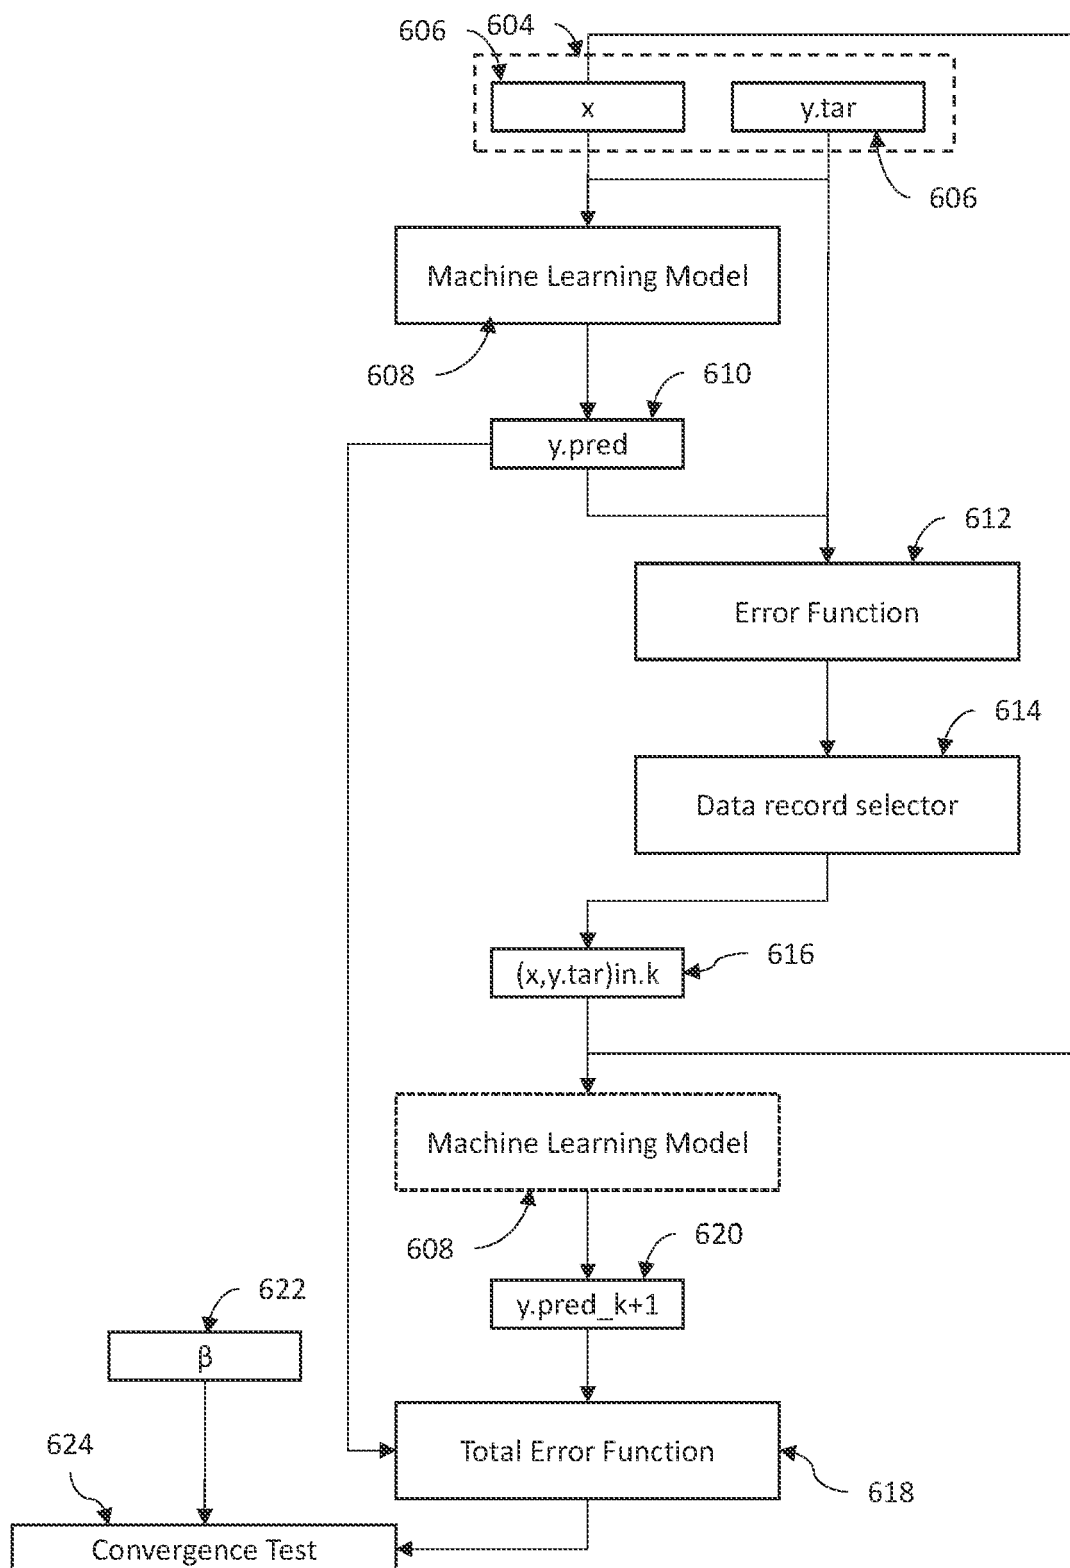 606
604
x
y.tar
606
Machine Learning Model
608
610
y.pred
612
Error Function
614
Data record selector
(x,y.tar)in.k
616
Machine Learning Model
608
620
y.pred_k+1
622
β
624
Total Error Function
618
Convergence Test